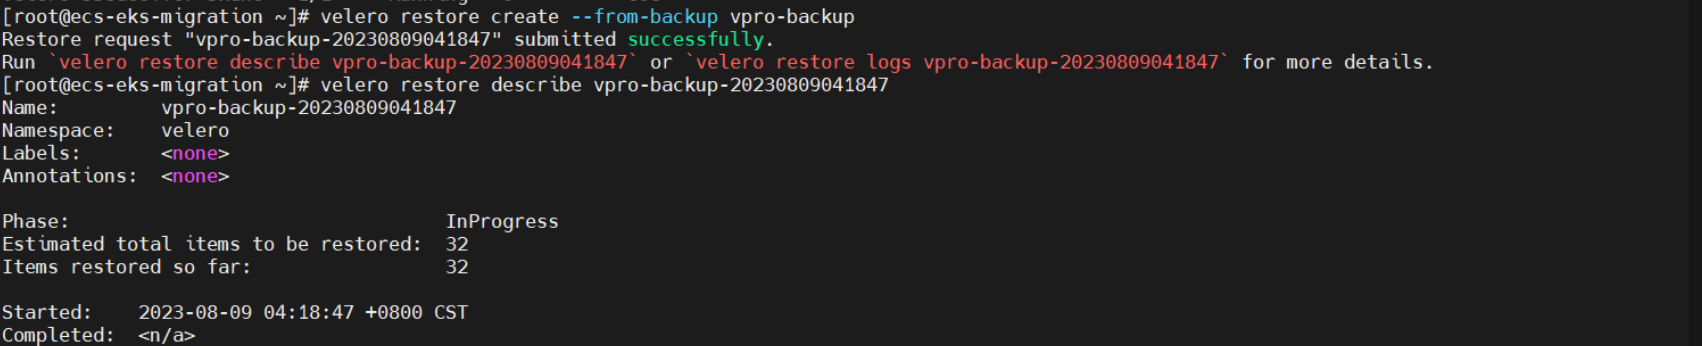 [root@ecs-eks-migration ~]# velero restore create --from-backup vpro-backup
Restore request "vpro-backup-20230809041847" submitted successfully.
Run `velero restore describe vpro-backup-20230809041847` or `velero restore logs vpro-backup-20230809041847` for more details.
[root@ecs-eks-migration ~]# velero restore describe vpro-backup-20230809041847
Name:         vpro-backup-20230809041847
Namespace:    velero
Labels:       <none>
Annotations:  <none>

Phase:                                 InProgress
Estimated total items to be restored:  32
Items restored so far:                 32

Started:    2023-08-09 04:18:47 +0800 CST
Completed:  <n/a>